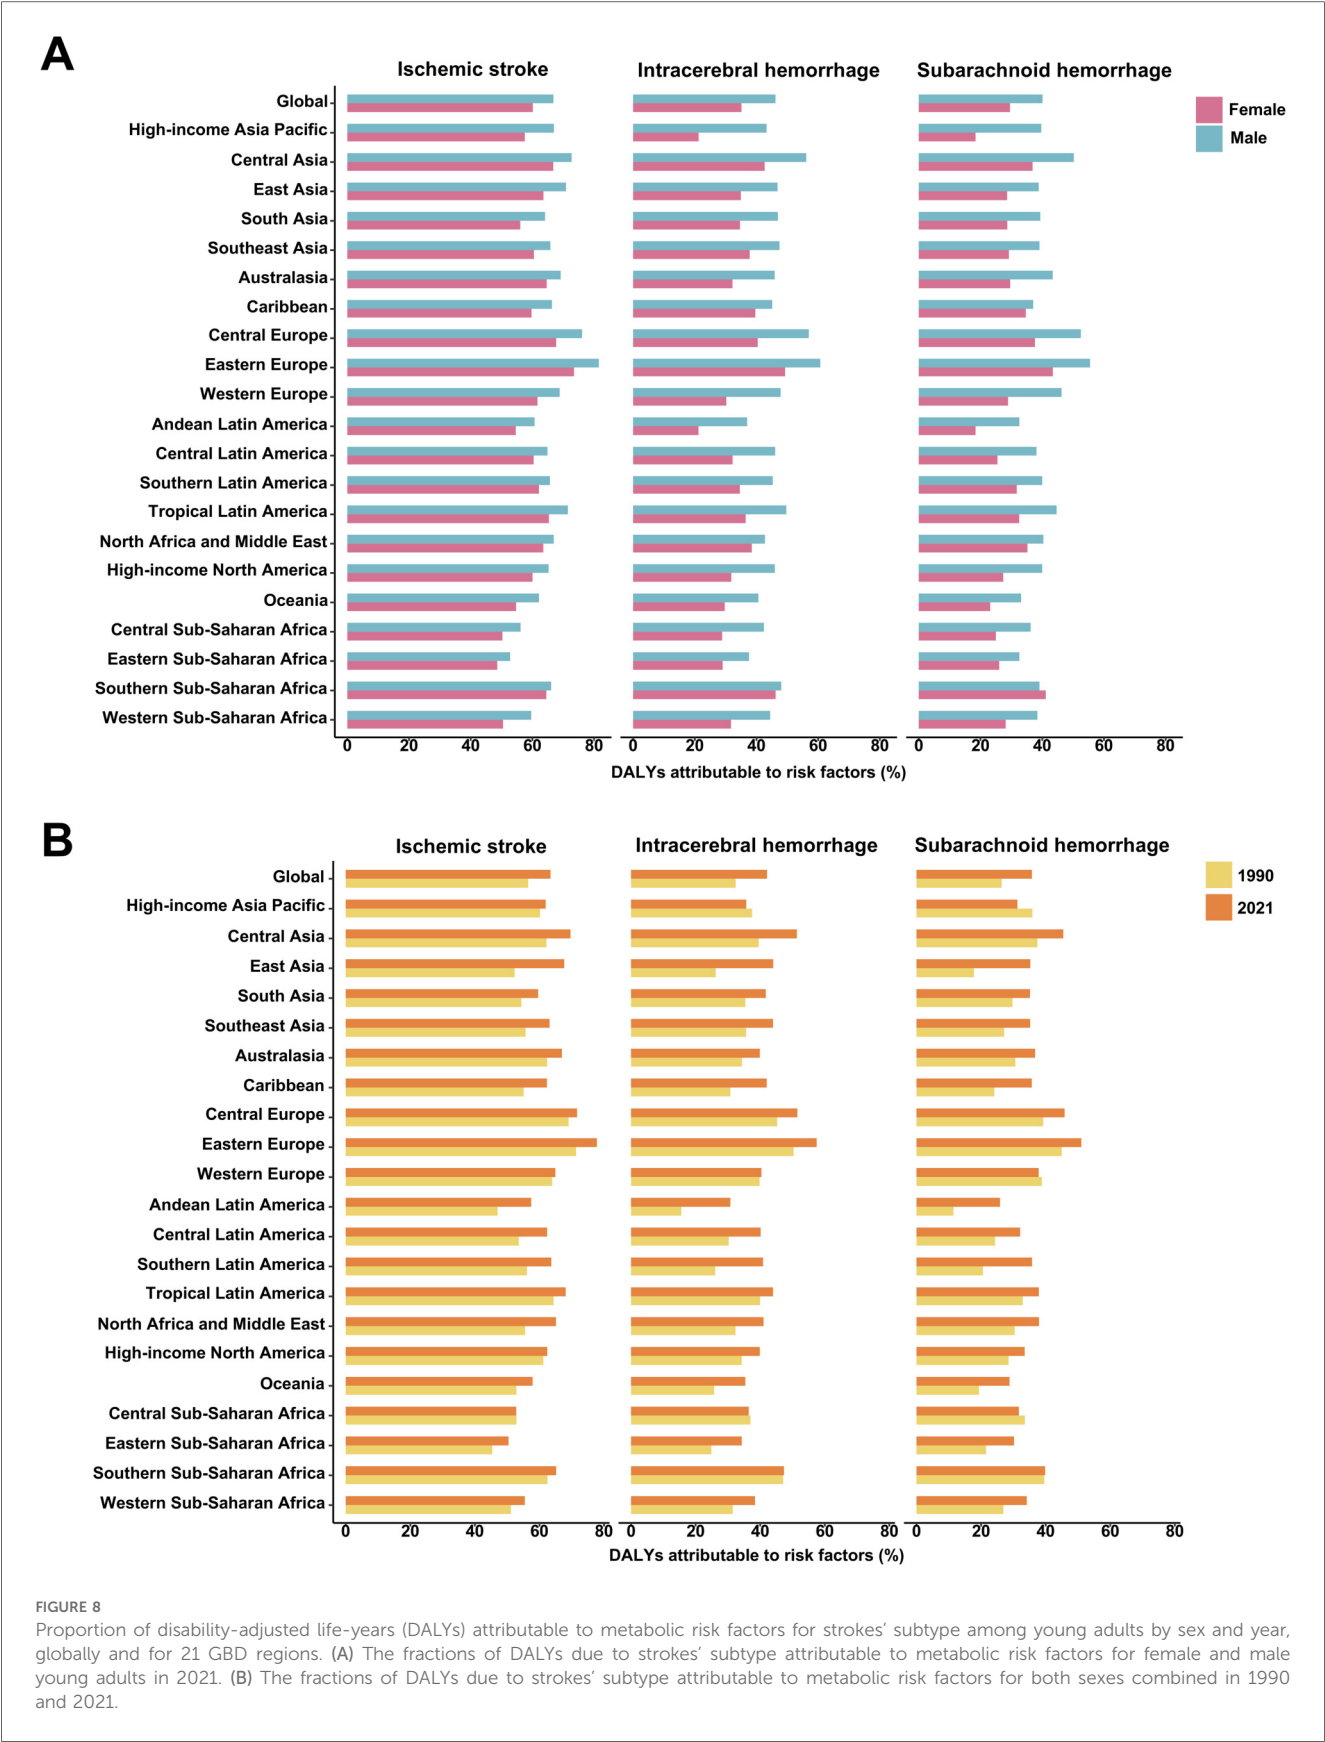 A
Ischemic stroke
Intracerebral hemorrhage
Subarachnoid hemorrhage
Female
Male
Global
High-income Asia Pacific
Central Asia
East Asia
South Asia
Southeast Asia
Australasia
Caribbean
Central Europe
Eastern Europe
Western Europe
Andean Latin America
Central Latin America
Southern Latin America
Tropical Latin America
North Africa and Middle East
High-income North America
Oceania
Central Sub-Saharan Africa
Eastern Sub-Saharan Africa
Southern Sub-Saharan Africa
Western Sub-Saharan Africa
0 20 40 60 80 0 20 40 60 80 0 20 40 60 80
DALYs attributable to risk factors (%)
B
Ischemic stroke
Intracerebral hemorrhage
Subarachnoid hemorrhage
1990
2021
Global
High-income Asia Pacific
Central Asia
East Asia
South Asia
Southeast Asia
Australasia
Caribbean
Central Europe
Eastern Europe
Western Europe
Andean Latin America
Central Latin America
Southern Latin America
Tropical Latin America
North Africa and Middle East
High-income North America
Oceania
Central Sub-Saharan Africa
Eastern Sub-Saharan Africa
Southern Sub-Saharan Africa
Western Sub-Saharan Africa
0 20 40 60 80 0 20 40 60 80 0 20 40 60 80
DALYs attributable to risk factors (%)
FIGURE 8
Proportion of disability-adjusted life-years (DALYs) attributable to metabolic risk factors for strokes' subtype among young adults by sex and year,
globally and for 21 GBD regions. (A) The fractions of DALYs due to strokes' subtype attributable to metabolic risk factors for female and male
young adults in 2021. (B) The fractions of DALYs due to strokes' subtype attributable to metabolic risk factors for both sexes combined in 1990
and 2021.